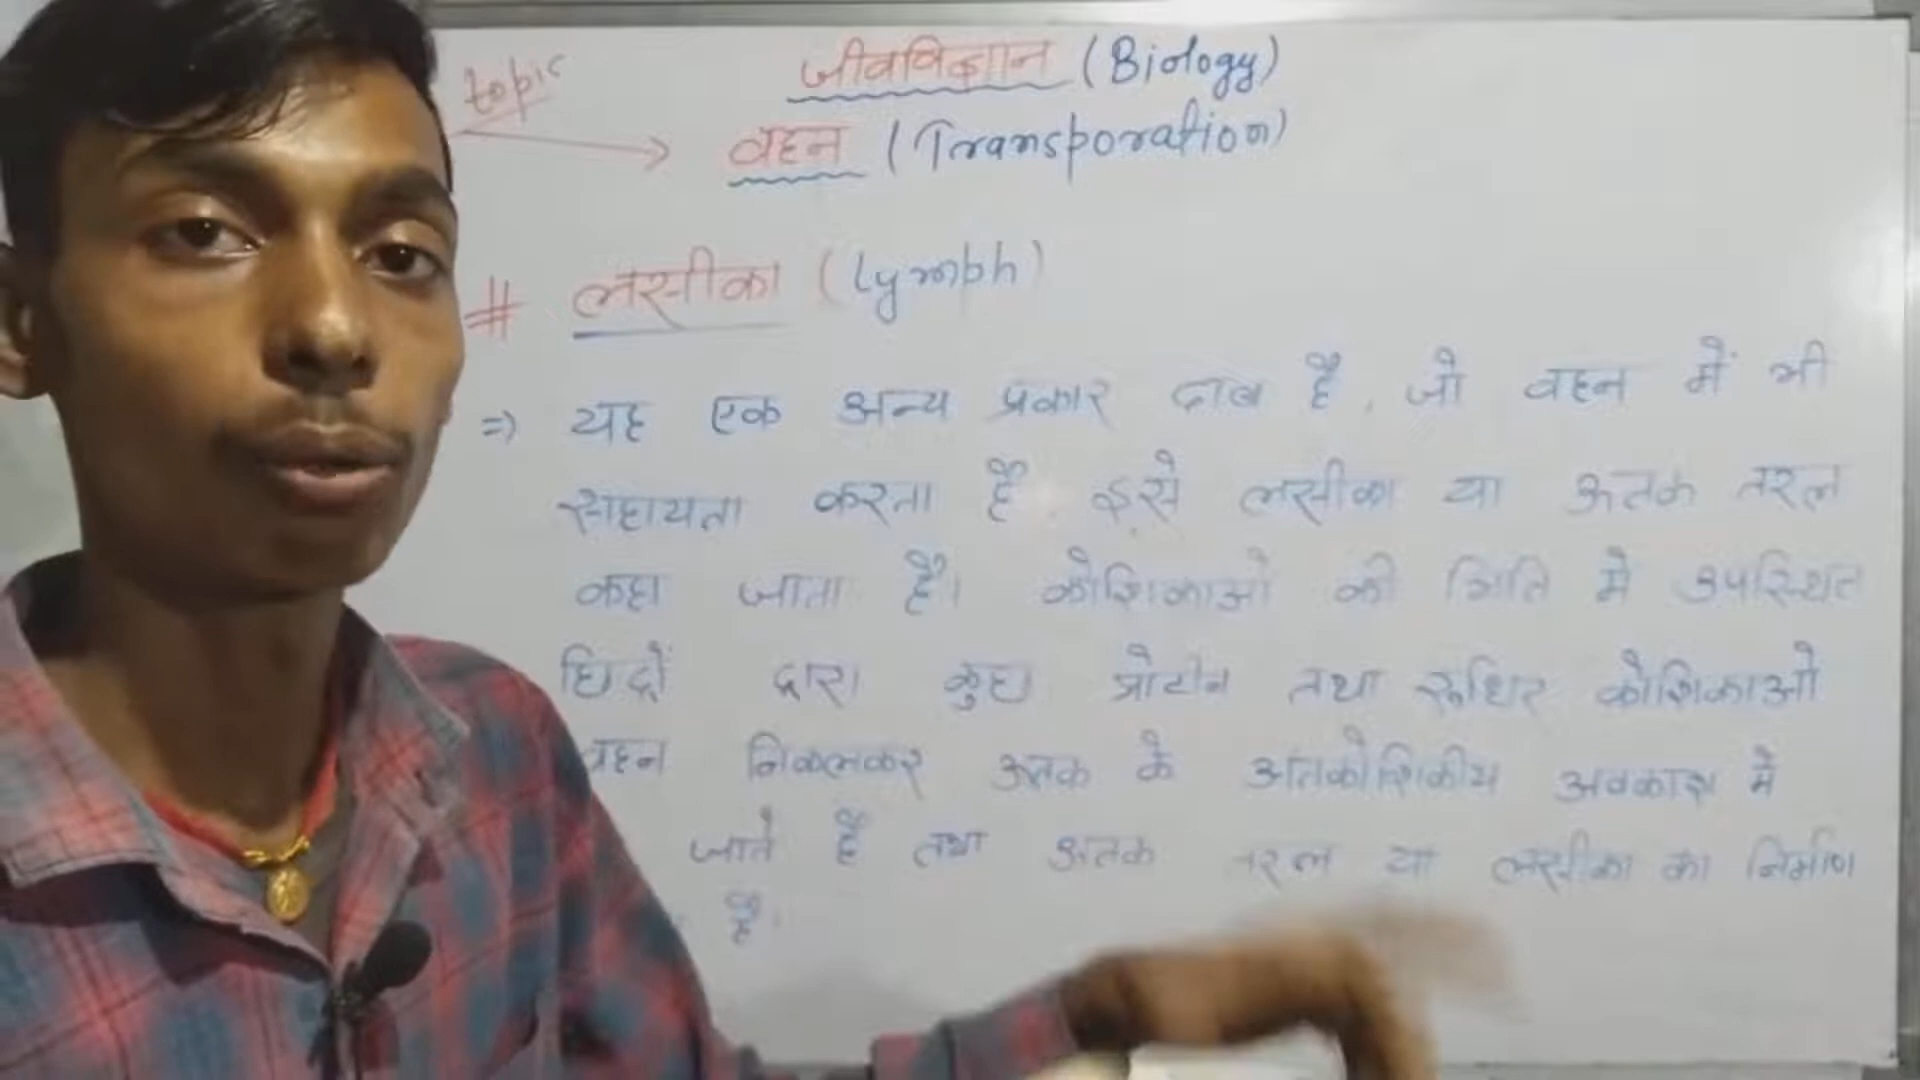 topic
जीवविज्ञान (Biology)
वहन (Transporation)
# लसीका (lymph)
=> यह एक अन्य प्रकार द्रव है, जो वहन में भी
सहायता करता है इसे लसीका या ऊतक तरल
कहा जाता है। कोशिकाओ की भिति मे उपस्थित
छिद्रों द्वारा कुछ प्रोटीन तथा रूधिर कोशिकाओ
वहन निकलकर ऊतक के अंतकोशिकीय अवकाश मे
जाते है तथा ऊतक तरल या लसीका का निर्माण
है।